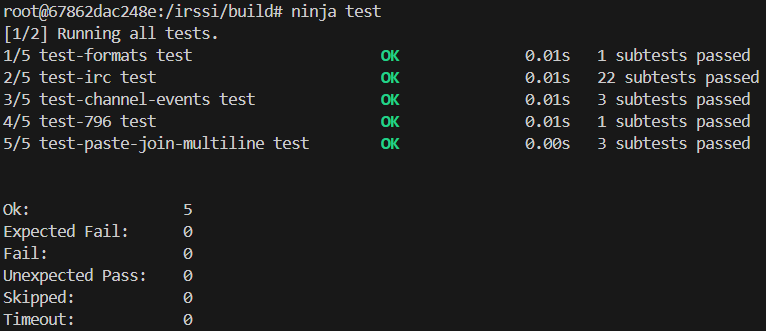 root@67862dac248e:/irssi/build# ninja test
[1/2] Running all tests.
1/5 test-formats test                     OK              0.01s   1 subtests passed
2/5 test-irc test                         OK              0.01s   22 subtests passed
3/5 test-channel-events test              OK              0.01s   3 subtests passed
4/5 test-796 test                         OK              0.01s   1 subtests passed
5/5 test-paste-join-multiline test        OK              0.00s   3 subtests passed
Ok:                 5
Expected Fail:      0
Fail:               0
Unexpected Pass:    0
Skipped:            0
Timeout:            0